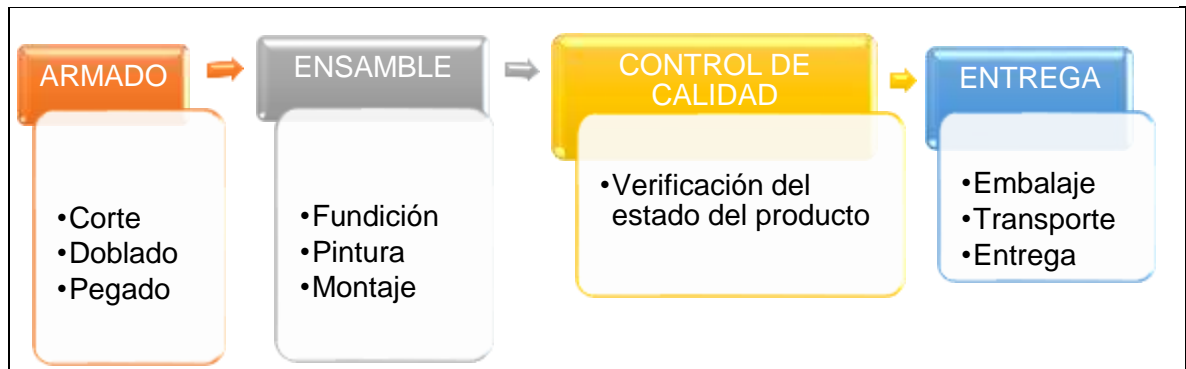 ARMADO
•Corte
•Doblado
•Pegado
ENSAMBLE
•Fundición
•Pintura
•Montaje
CONTROL DE
CALIDAD
•Verificación del
estado del producto
ENTREGA
•Embalaje
•Transporte
•Entrega